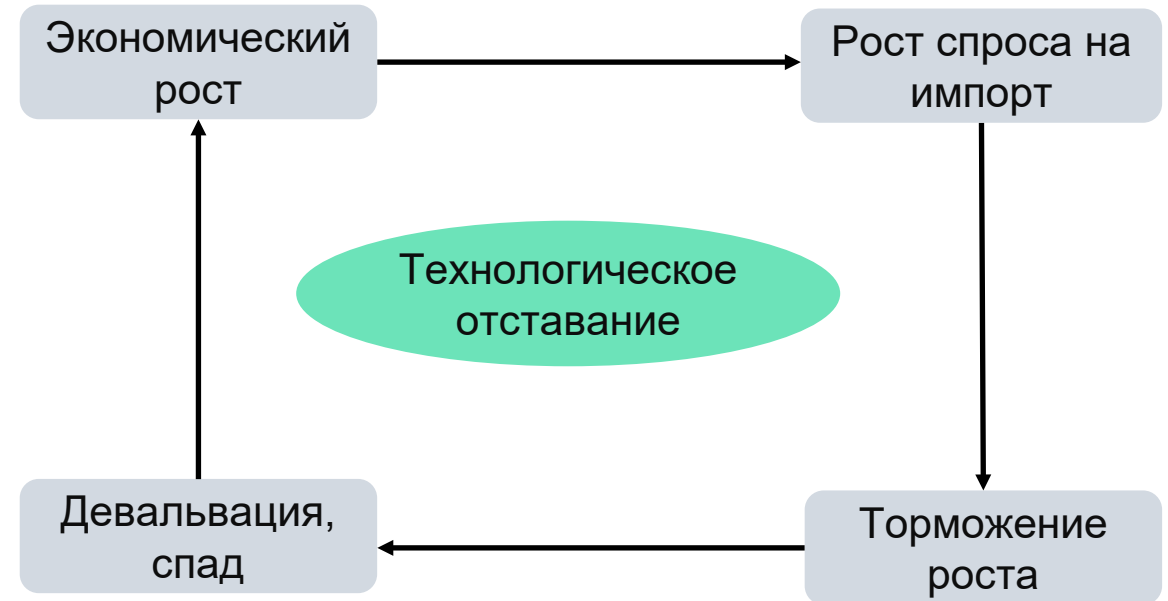 Экономический
рост
Рост спроса на
импорт
Технологическое
отставание
Девальвация,
спад
Торможение
роста